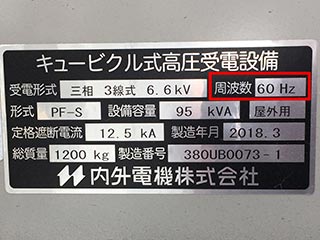 キュービクル式高圧受電設備
受電形式 三相 3線式 6.6kV 周波数 60Hz
形式 PF-S 設備容量 95 kVA 屋外用
定格遮断電流 12.5 kA 製造年月 2018.3
総質量 1200 kg 製造番号 380UB0073-1
内外電機株式会社